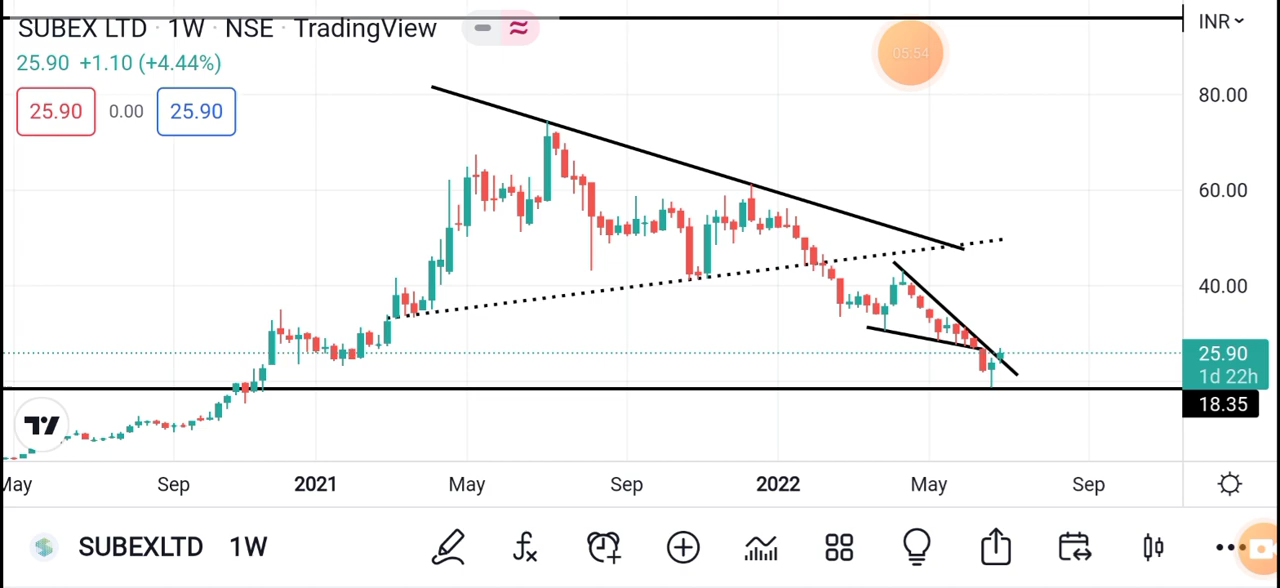 SUBEX LTD · 1W · NSE · TradingView
INR
05:54
25.90 +1.10 (+4.44%)
25.90 0.00 25.90
80.00
60.00
40.00
25.90
1d 22h
18.35
May Sep 2021 May Sep 2022 May Sep
SUBEXLTD 1W